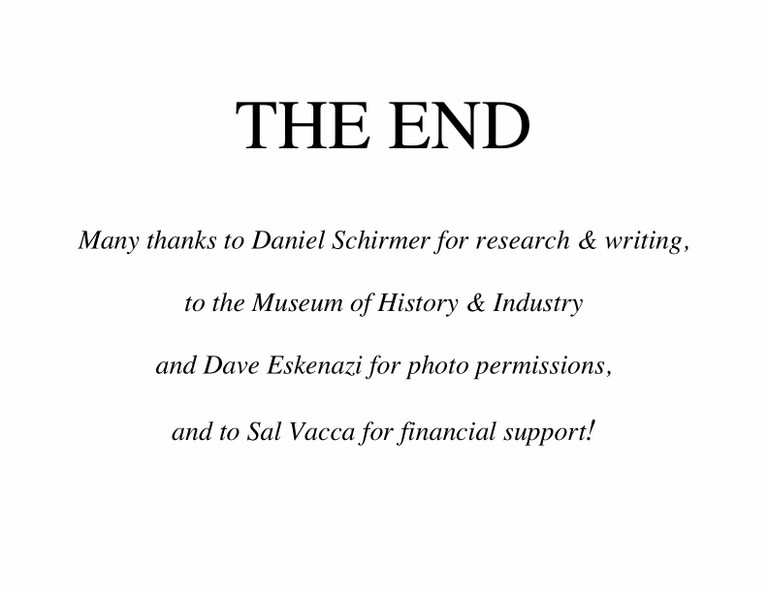 THE END
Many thanks to Daniel Schirmer for research & writing,
to the Museum of History & Industry
and Dave Eskenazi for photo permissions,
and to Sal Vacca for financial support!